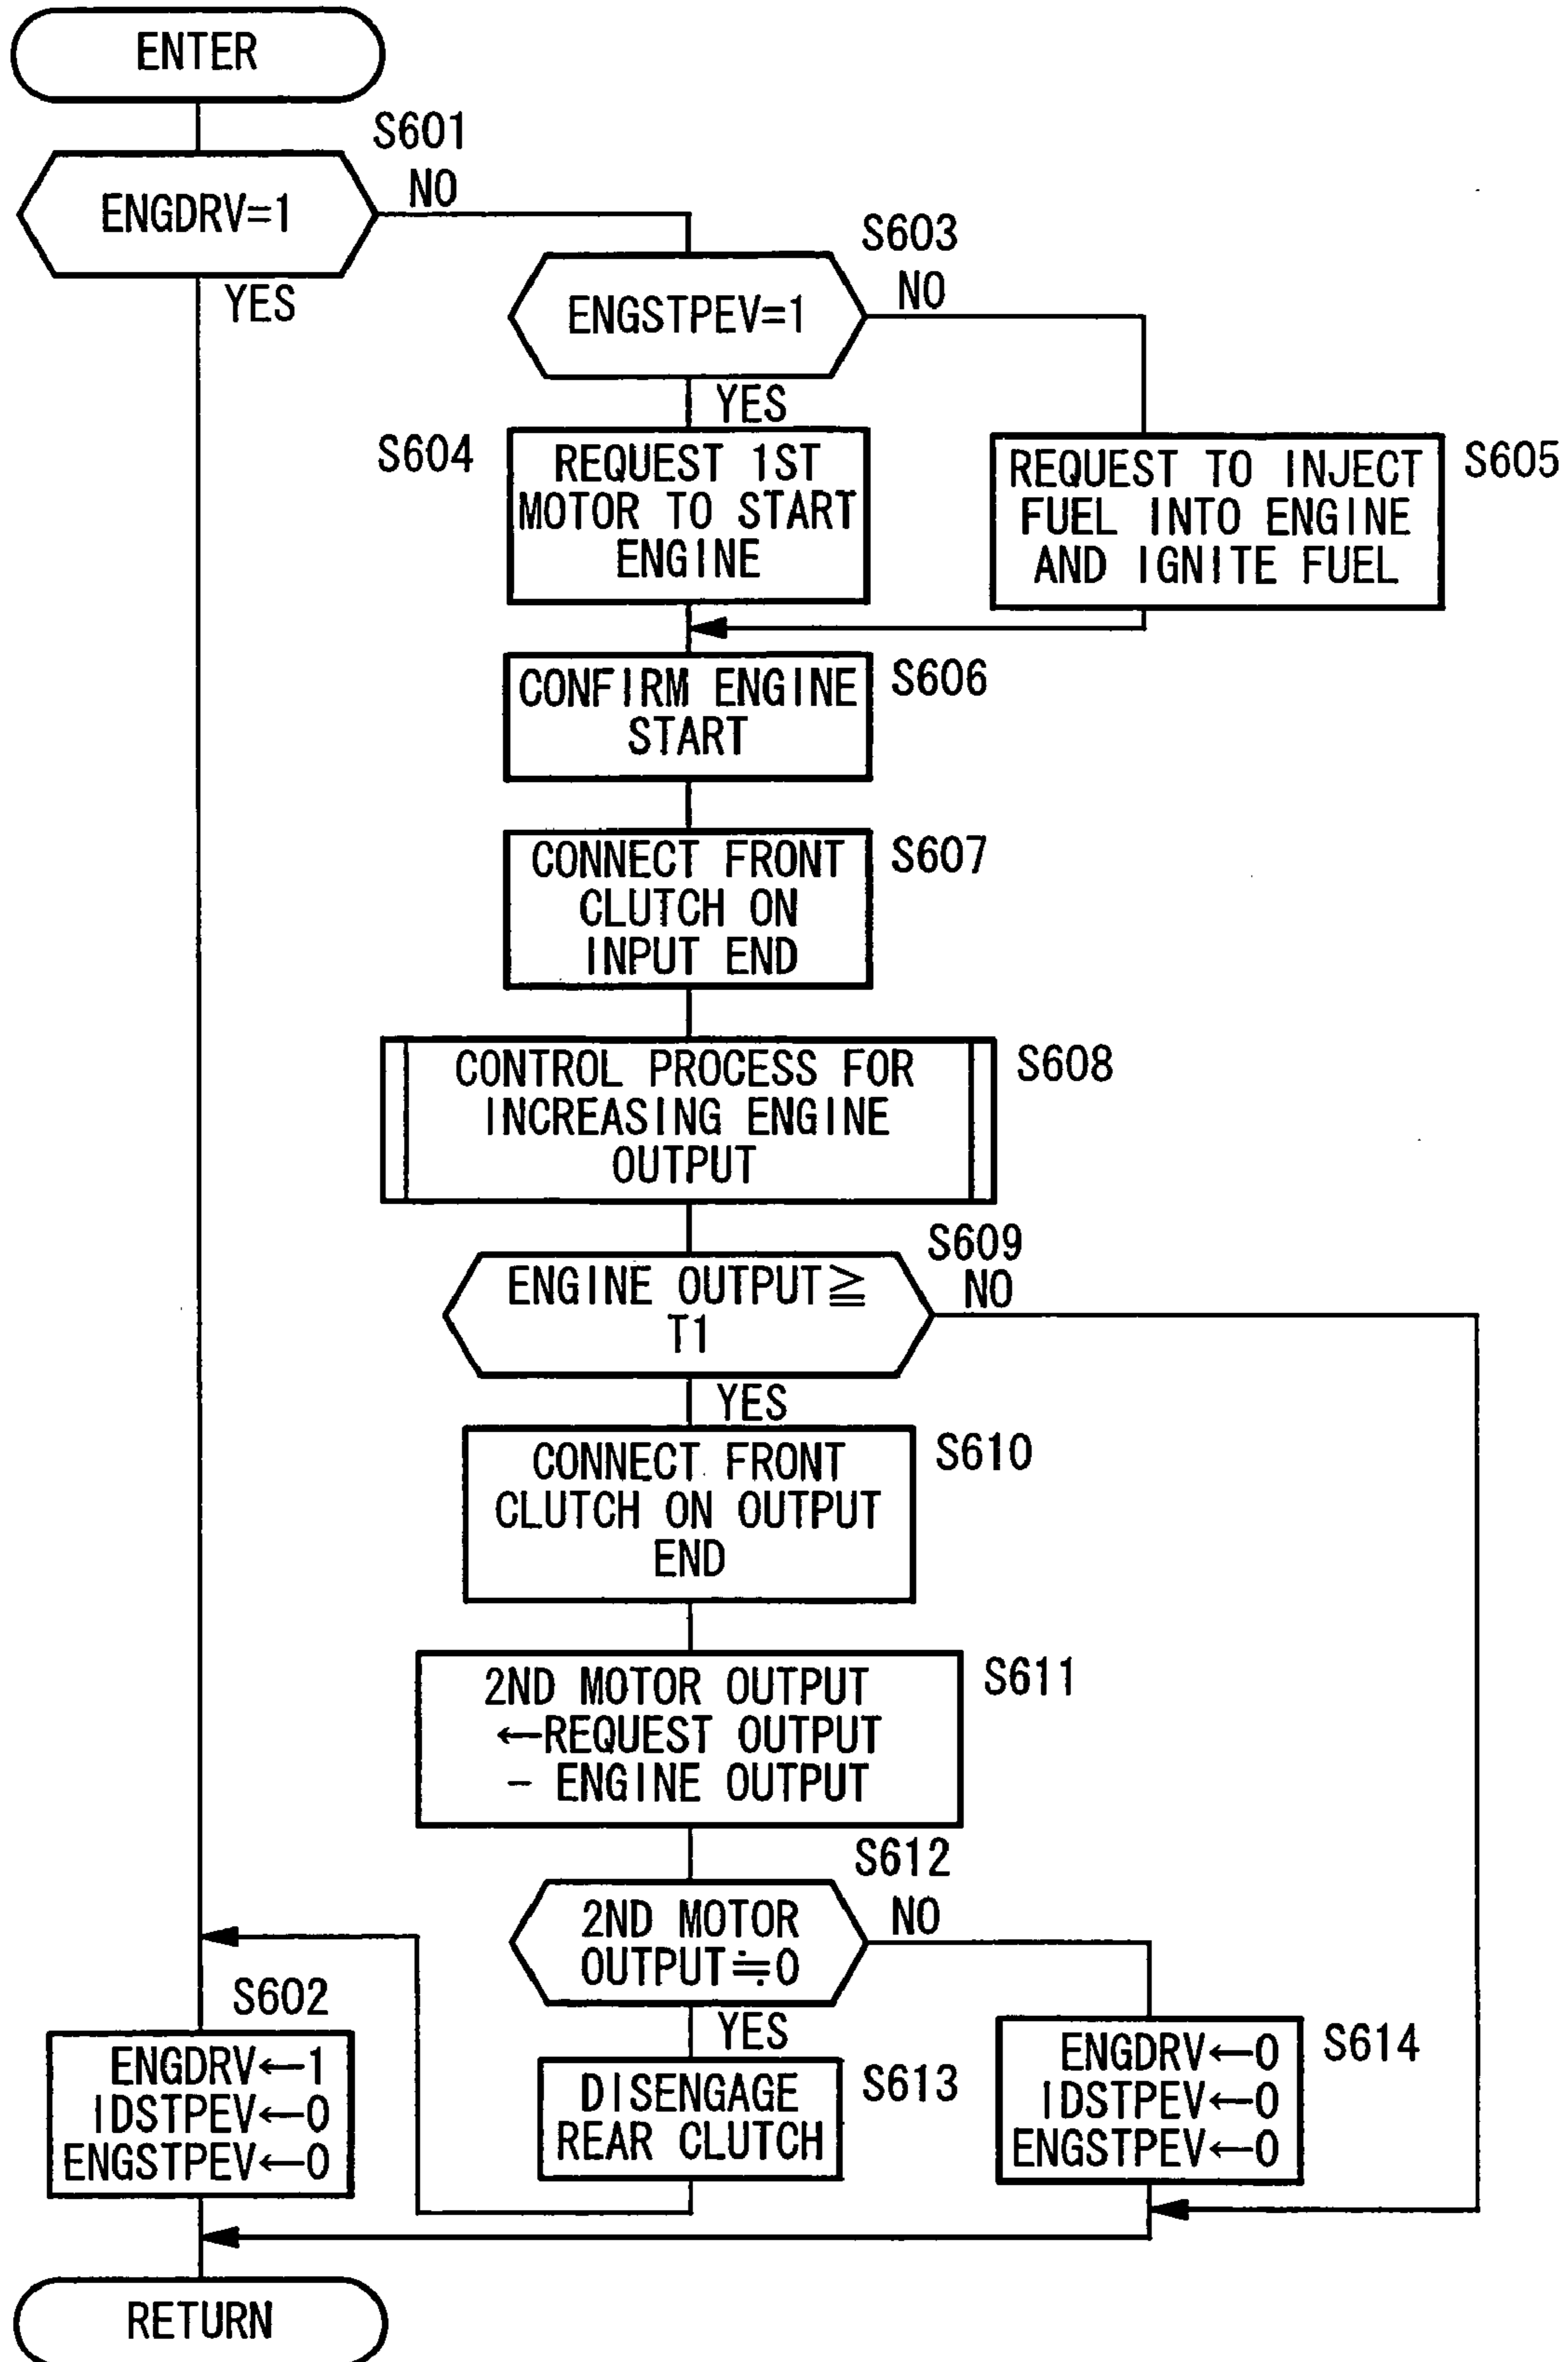 ENTER
S601
ENGDRV=1
NO
YES
S603
ENGSTPEV=1
NO
YES
S604
REQUEST 1ST
MOTOR TO START
ENGINE
REQUEST TO INJECT
FUEL INTO ENGINE
AND IGNITE FUEL
S605
CONFIRM ENGINE
START
S606
CONNECT FRONT
CLUTCH ON
INPUT END
S607
CONTROL PROCESS FOR
INCREASING ENGINE
OUTPUT
S608
S609
ENGINE OUTPUT≧
T1
NO
YES
CONNECT FRONT
CLUTCH ON OUTPUT
END
S610
2ND MOTOR OUTPUT
←REQUEST OUTPUT
- ENGINE OUTPUT
S611
S612
2ND MOTOR
OUTPUT≒0
NO
YES
S602
ENGDRV←1
IDSTPEV←0
ENGSTPEV←0
DISENGAGE
REAR CLUTCH
S613
ENGDRV←0
IDSTPEV←0
ENGSTPEV←0
S614
RETURN